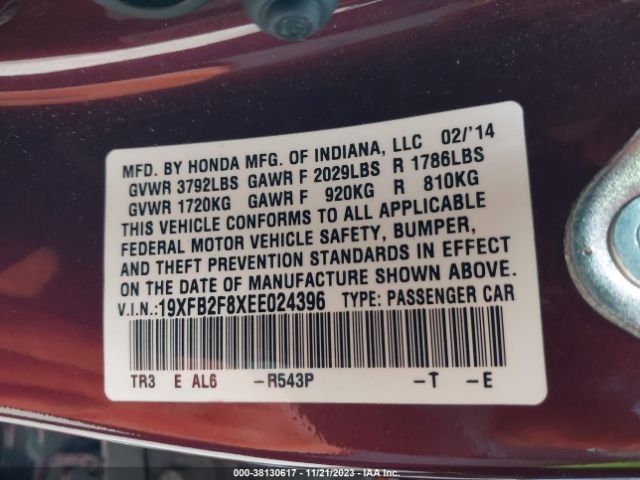 MFD. BY HONDA MFG. OF INDIANA, LLC 02/'14
GVWR 3792LBS GAWR F 2029LBS R 1786LBS
GVWR 1720KG GAWR F 920KG R 810KG
THIS VEHICLE CONFORMS TO ALL APPLICABLE
FEDERAL MOTOR VEHICLE SAFETY, BUMPER,
AND THEFT PREVENTION STANDARDS IN EFFECT
ON THE DATE OF MANUFACTURE SHOWN ABOVE.
V.I.N.:19XFB2F8XEE024396 TYPE: PASSENGER CAR
TR3 E AL6 -R543P -T -E
000-38130617 - 11/21/2023 - IAA Inc.